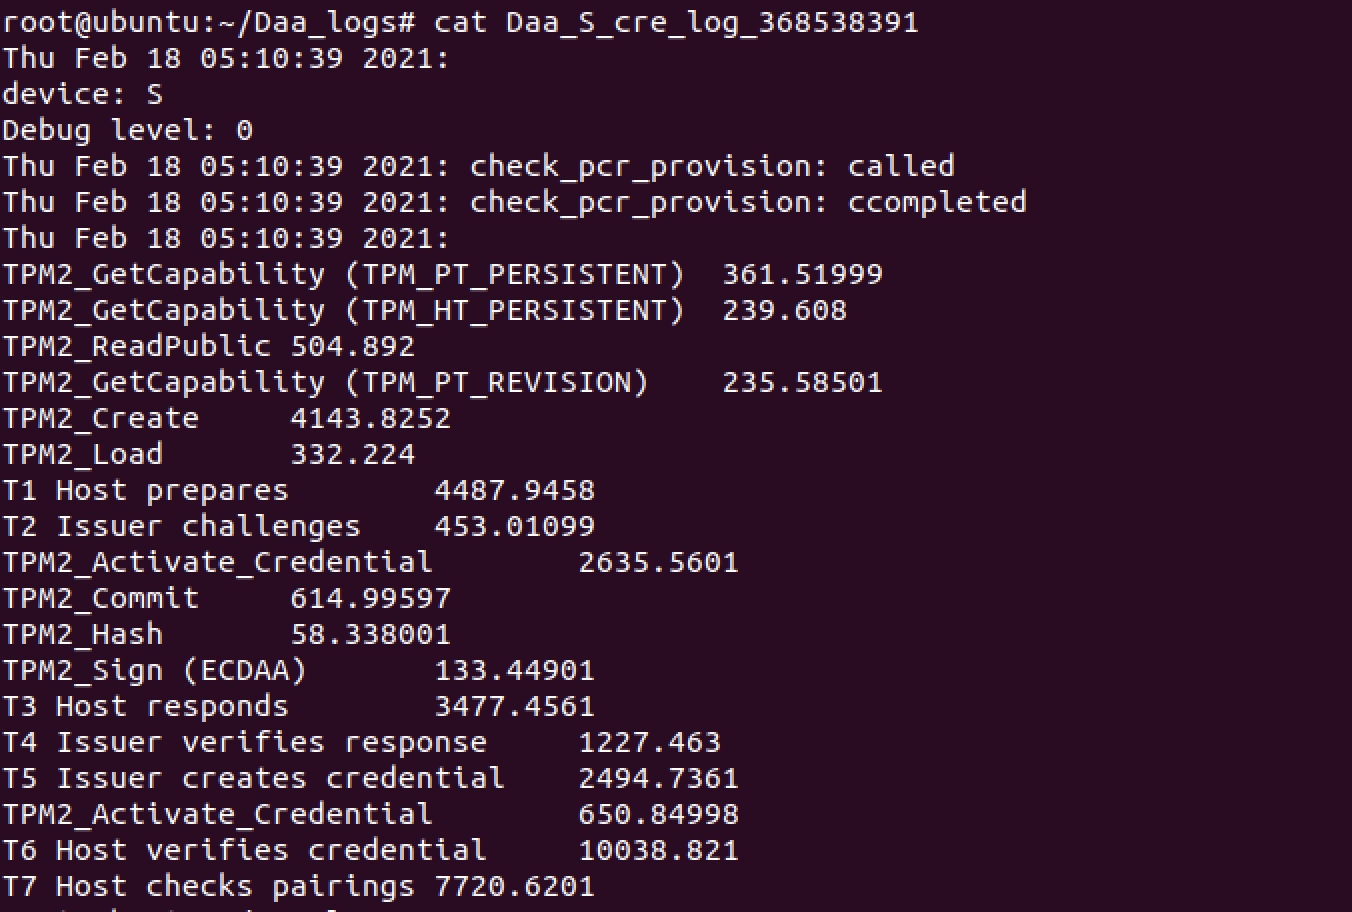 root@ubuntu:~/Daa_logs# cat Daa_S_cre_log_368538391
Thu Feb 18 05:10:39 2021:
device: S
Debug level: 0
Thu Feb 18 05:10:39 2021: check_pcr_provision: called
Thu Feb 18 05:10:39 2021: check_pcr_provision: ccompleted
Thu Feb 18 05:10:39 2021:
TPM2_GetCapability (TPM_PT_PERSISTENT)  361.51999
TPM2_GetCapability (TPM_HT_PERSISTENT)  239.608
TPM2_ReadPublic 504.892
TPM2_GetCapability (TPM_PT_REVISION)    235.58501
TPM2_Create     4143.8252
TPM2_Load       332.224
T1 Host prepares        4487.9458
T2 Issuer challenges    453.01099
TPM2_Activate_Credential        2635.5601
TPM2_Commit     614.99597
TPM2_Hash       58.338001
TPM2_Sign (ECDAA)       133.44901
T3 Host responds        3477.4561
T4 Issuer verifies response     1227.463
T5 Issuer creates credential    2494.7361
TPM2_Activate_Credential        650.84998
T6 Host verifies credential     10038.821
T7 Host checks pairings 7720.6201